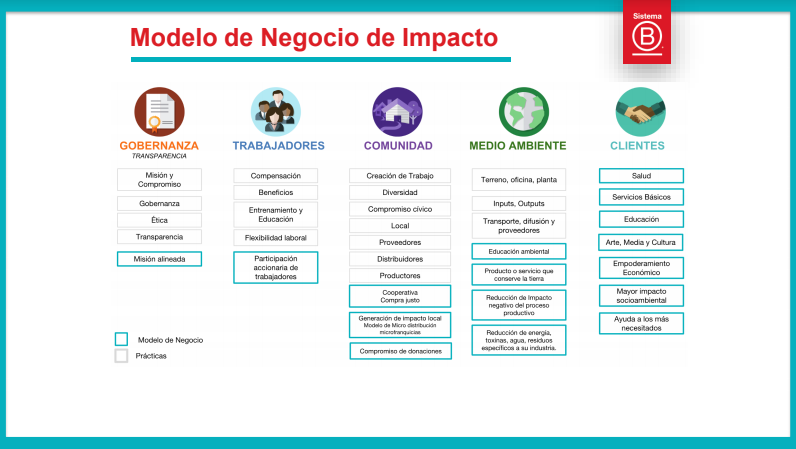 Modelo de Negocio de Impacto
Sistema
B
GOBERNANZA
TRANSPARENCIA
Misión y
Compromiso
Gobernanza
Ética
Transparencia
Misión alineada
TRABAJADORES
Compensación
Beneficios
Entrenamiento y
Educación
Flexibilidad laboral
Participación
accionaria de
trabajadores
COMUNIDAD
Creación de Trabajo
Diversidad
Compromiso cívico
Local
Proveedores
Distribuidores
Productores
Cooperativa
Compra justo
Generación de impacto local
Modelo de Micro distribución
microfranquicias
Compromiso de donaciones
MEDIO AMBIENTE
Terreno, oficina, planta
Inputs, Outputs
Transporte, difusión y
proveedores
Educación ambiental
Producto o servicio que
conserve la tierra
Reducción de Impacto
negativo del proceso
productivo
Reducción de energía,
toxinas, agua, residuos
específicos a su industria.
CLIENTES
Salud
Servicios Básicos
Educación
Arte, Media y Cultura
Empoderamiento
Económico
Mayor impacto
socioambiental
Ayuda a los más
necesitados
Modelo de Negocio
Prácticas